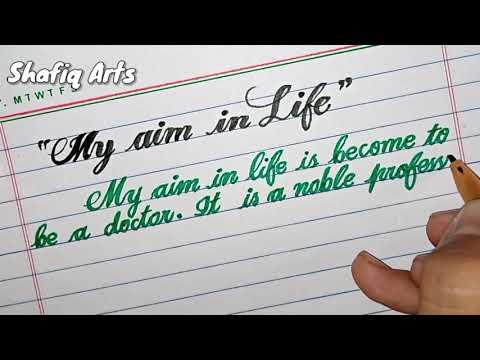 Shafiq Arts
M T W T F
"My aim in Life"
My aim in life is become to
be a doctor. It is a noble profess